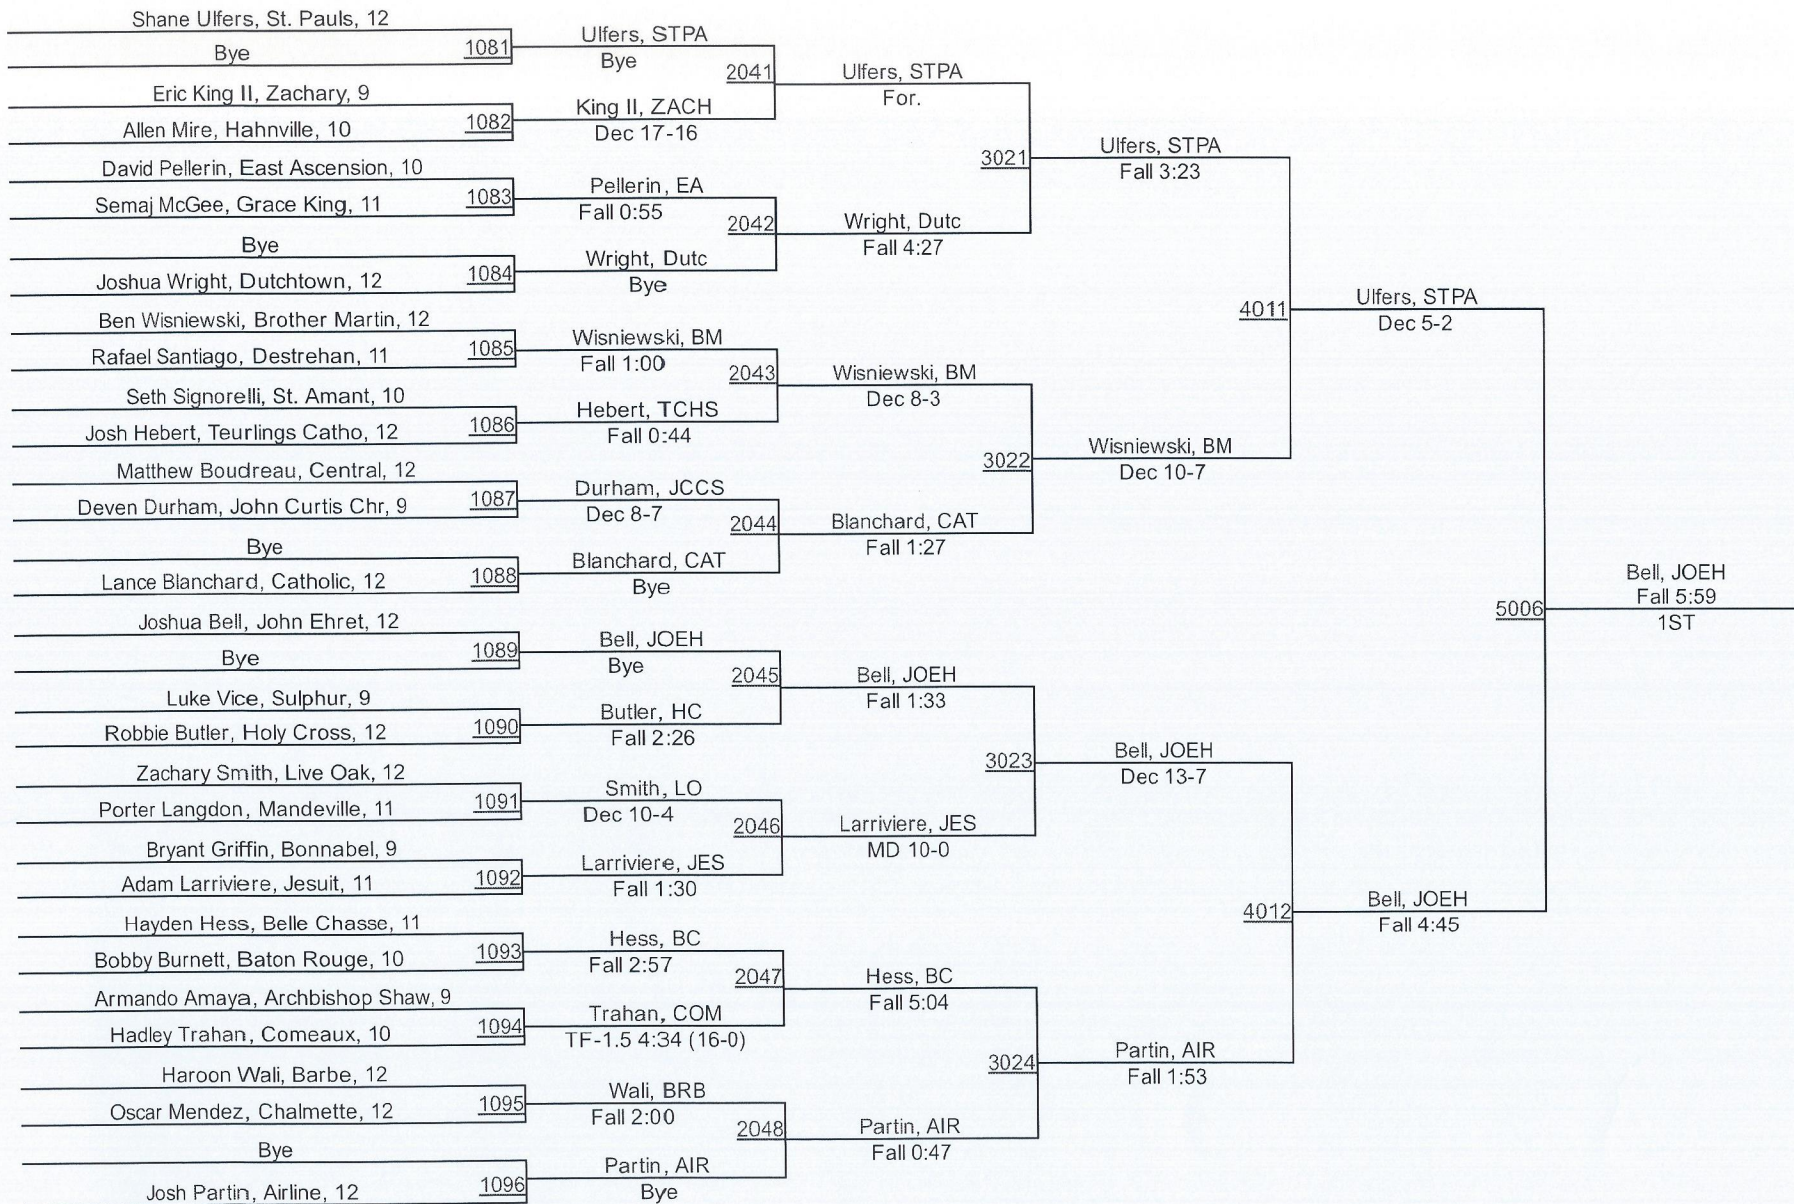 Shane Ulfers, St. Pauls, 12
Bye
1081
Eric King II, Zachary, 9
Allen Mire, Hahnville, 10
1082
David Pellerin, East Ascension, 10
Semaj McGee, Grace King, 11
1083
Bye
Joshua Wright, Dutchtown, 12
1084
Ben Wisniewski, Brother Martin, 12
Rafael Santiago, Destrehan, 11
1085
Seth Signorelli, St. Amant, 10
Josh Hebert, Teurlings Catho, 12
1086
Matthew Boudreau, Central, 12
Deven Durham, John Curtis Chr, 9
1087
Bye
Lance Blanchard, Catholic, 12
1088
Joshua Bell, John Ehret, 12
Bye
1089
Luke Vice, Sulphur, 9
Robbie Butler, Holy Cross, 12
1090
Zachary Smith, Live Oak, 12
Porter Langdon, Mandeville, 11
1091
Bryant Griffin, Bonnabel, 9
Adam Larriviere, Jesuit, 11
1092
Hayden Hess, Belle Chasse, 11
Bobby Burnett, Baton Rouge, 10
1093
Armando Amaya, Archbishop Shaw, 9
Hadley Trahan, Comeaux, 10
1094
Haroon Wali, Barbe, 12
Oscar Mendez, Chalmette, 12
1095
Bye
Josh Partin, Airline, 12
1096
Ulfers, STPA
Bye
2041
King II, ZACH
Dec 17-16
Pellerin, EA
Fall 0:55
2042
Wright, Dutc
Bye
Wisniewski, BM
Fall 1:00
2043
Hebert, TCHS
Fall 0:44
Durham, JCCS
Dec 8-7
2044
Blanchard, CAT
Bye
Bell, JOEH
Bye
2045
Butler, HC
Fall 2:26
Smith, LO
Dec 10-4
2046
Larriviere, JES
Fall 1:30
Hess, BC
Fall 2:57
2047
Trahan, COM
TF-1.5 4:34 (16-0)
Wali, BRB
Fall 2:00
2048
Partin, AIR
Bye
Ulfers, STPA
For.
3021
Wright, Dutc
Fall 4:27
Wisniewski, BM
Dec 8-3
3022
Blanchard, CAT
Fall 1:27
Bell, JOEH
Fall 1:33
3023
Larriviere, JES
MD 10-0
Hess, BC
Fall 5:04
3024
Partin, AIR
Fall 0:47
Ulfers, STPA
Fall 3:23
4011
Wisniewski, BM
Dec 10-7
Bell, JOEH
Dec 13-7
4012
Partin, AIR
Fall 1:53
Ulfers, STPA
Dec 5-2
5006
Bell, JOEH
Fall 4:45
Bell, JOEH
Fall 5:59
1ST